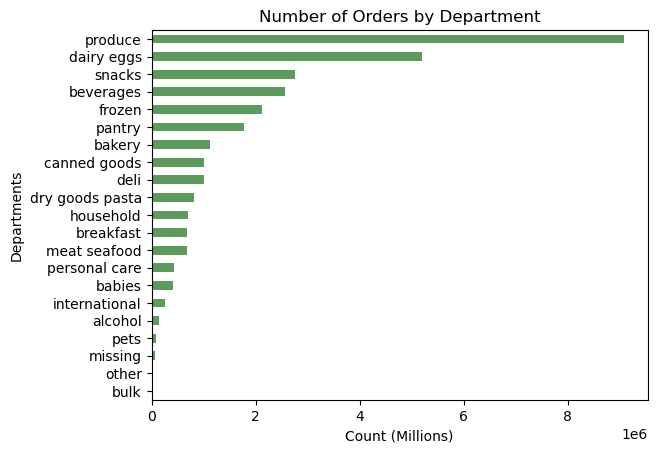 Number of Orders by Department
produce
dairy eggs
snacks
beverages
frozen
pantry
bakery
canned goods
deli
dry goods pasta
household
breakfast
meat seafood
personal care
babies
international
alcohol
pets
missing
other
bulk
Departments
0 2 4 6 8
1e6
Count (Millions)